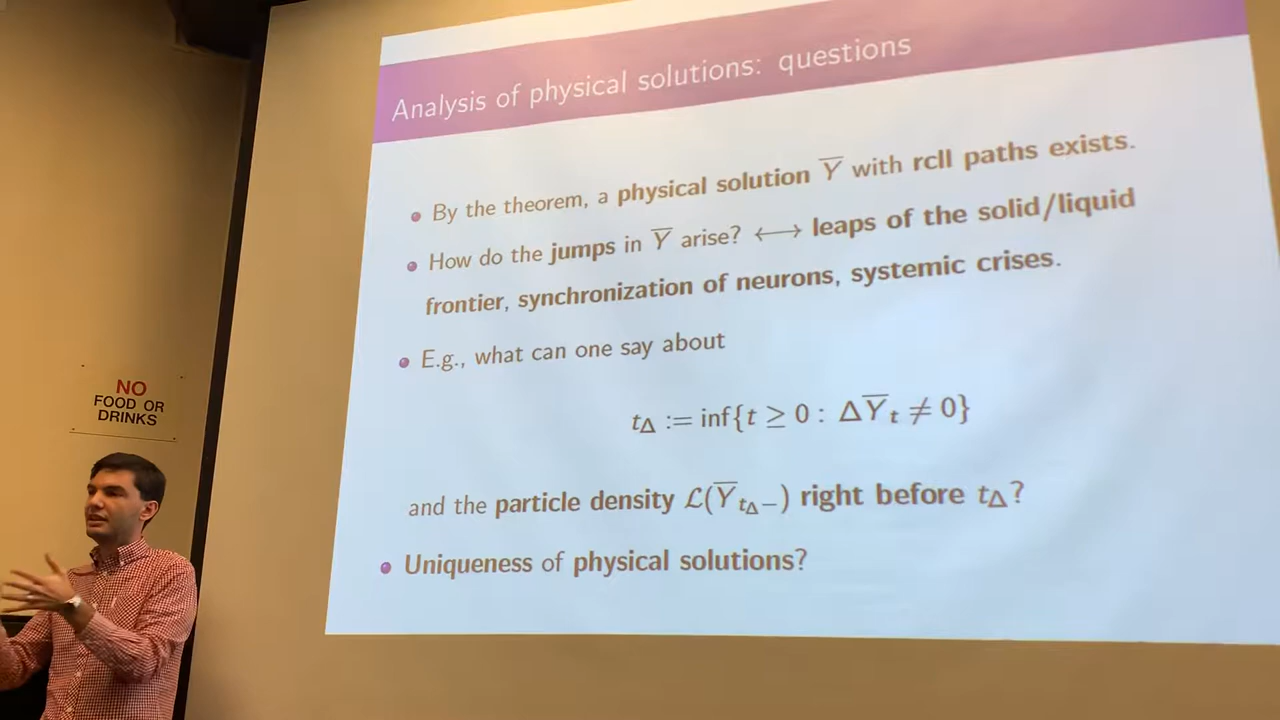 Analysis of physical solutions: questions
By the theorem, a physical solution Y̅ with rcll paths exists.
How do the jumps in Y̅ arise? ⟷ leaps of the solid/liquid
frontier, synchronization of neurons, systemic crises.
E.g., what can one say about
t_Δ := inf{t ≥ 0 : ΔY̅_t ≠ 0}
and the particle density ℒ(Y̅_{t_Δ−}) right before t_Δ?
Uniqueness of physical solutions?
NO
FOOD OR
DRINKS